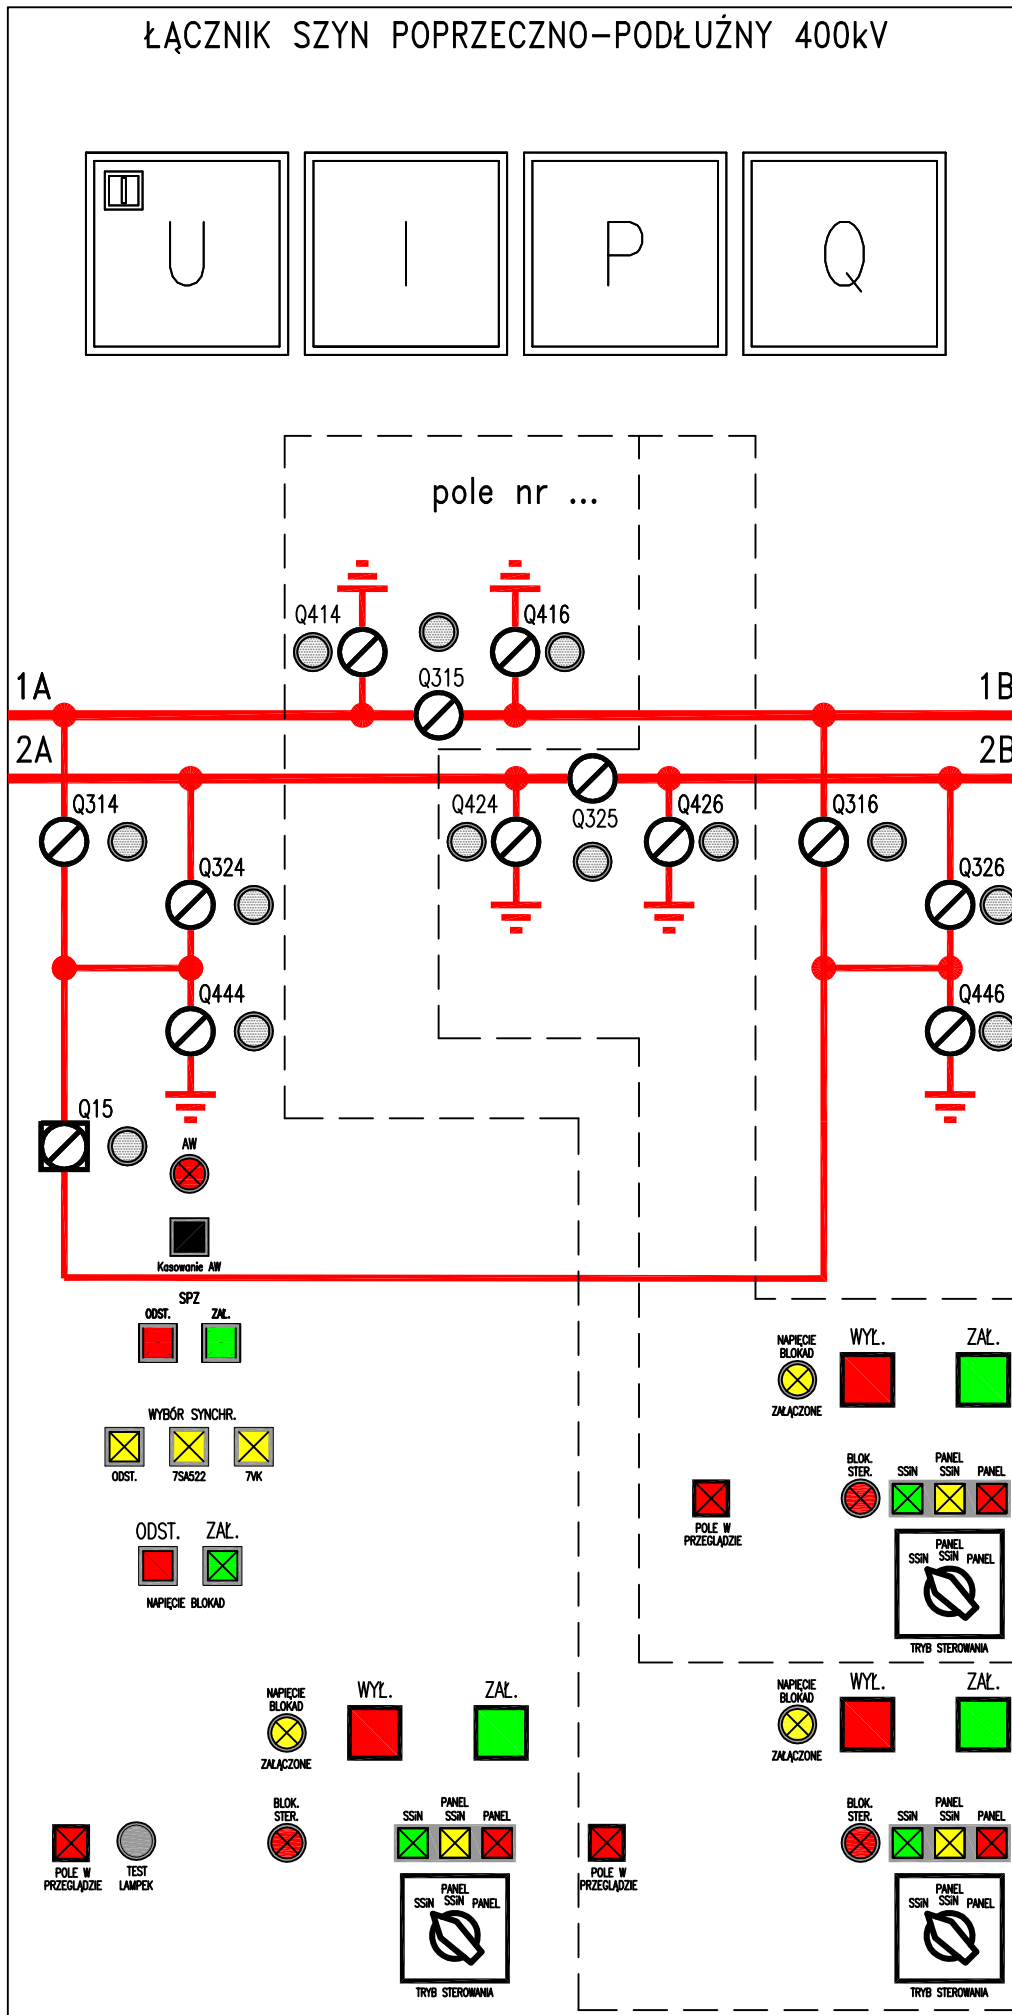 ŁĄCZNIK SZYN POPRZECZNO-PODŁUŻNY 400kV
U I P Q
pole nr ...
Q414
Q416
Q315
1A
1B
2A
2B
Q314
Q424
Q325
Q426
Q316
Q324
Q326
Q444
Q446
Q15
AW
Kasowanie AW
SPZ
ODST. ZAŁ.
WYBÓR SYNCHR.
ODST. 7SA522 7VK
ODST. ZAŁ.
NAPIĘCIE BLOKAD
NAPIĘCIE
BLOKAD
ZAŁĄCZONE
WYŁ. ZAŁ.
POLE W
PRZEGLĄDZIE
BLOK.
STER.
SSiN
PANEL
SSiN
PANEL
SSiN
PANEL
SSiN
PANEL
TRYB STEROWANIA
NAPIĘCIE
BLOKAD
ZAŁĄCZONE
WYŁ. ZAŁ.
BLOK.
STER.
SSiN
PANEL
SSiN
PANEL
POLE W
PRZEGLĄDZIE
TEST
LAMPEK
SSiN
PANEL
SSiN
PANEL
TRYB STEROWANIA
NAPIĘCIE
BLOKAD
ZAŁĄCZONE
WYŁ. ZAŁ.
POLE W
PRZEGLĄDZIE
BLOK.
STER.
SSiN
PANEL
SSiN
PANEL
SSiN
PANEL
SSiN
PANEL
TRYB STEROWANIA